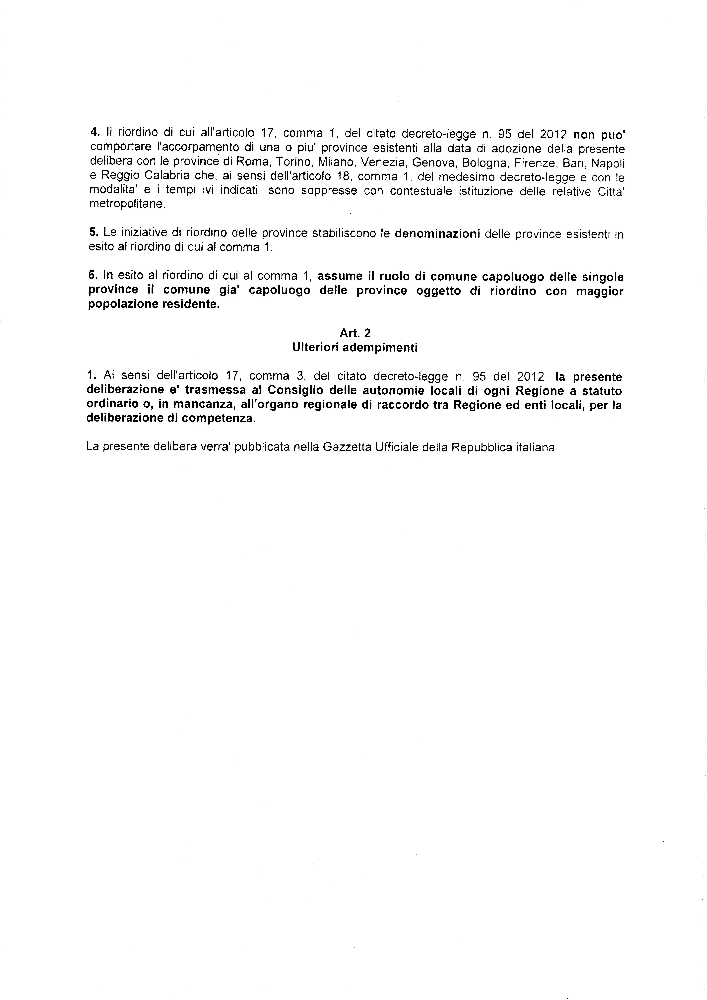 4. Il riordino di cui all'articolo 17, comma 1, del citato decreto-legge n. 95 del 2012 non puo'
comportare l'accorpamento di una o piu' province esistenti alla data di adozione della presente
delibera con le province di Roma, Torino, Milano, Venezia, Genova, Bologna, Firenze, Bari, Napoli
e Reggio Calabria che, ai sensi dell'articolo 18, comma 1, del medesimo decreto-legge e con le
modalita' e i tempi ivi indicati, sono soppresse con contestuale istituzione delle relative Citta'
metropolitane.
5. Le iniziative di riordino delle province stabiliscono le denominazioni delle province esistenti in
esito al riordino di cui al comma 1.
6. In esito al riordino di cui al comma 1, assume il ruolo di comune capoluogo delle singole
province il comune gia' capoluogo delle province oggetto di riordino con maggior
popolazione residente.
Art. 2
Ulteriori adempimenti
1. Ai sensi dell'articolo 17, comma 3, del citato decreto-legge n. 95 del 2012, la presente
deliberazione e' trasmessa al Consiglio delle autonomie locali di ogni Regione a statuto
ordinario o, in mancanza, all'organo regionale di raccordo tra Regione ed enti locali, per la
deliberazione di competenza.
La presente delibera verra' pubblicata nella Gazzetta Ufficiale della Repubblica italiana.